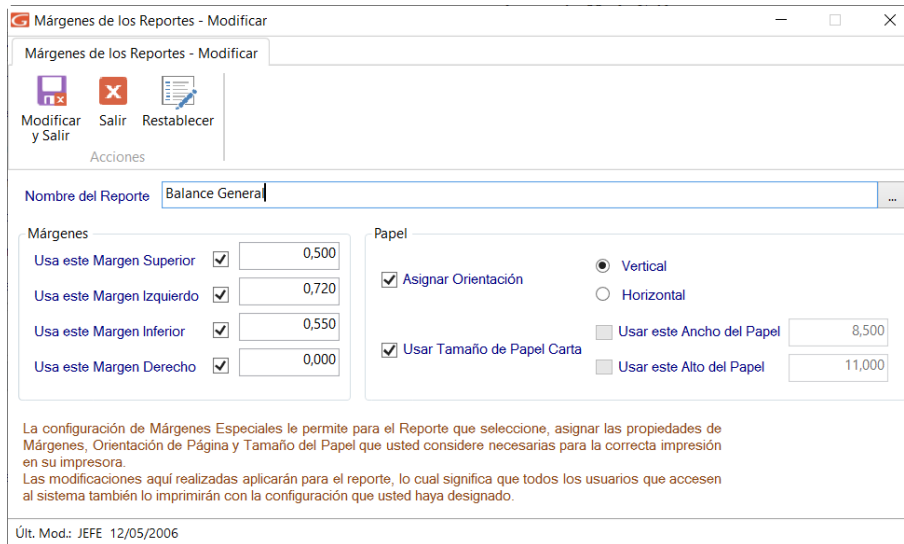 Márgenes de los Reportes - Modificar
Márgenes de los Reportes - Modificar
Modificar y Salir
Salir
Restablecer
Acciones
Nombre del Reporte Balance General ...
Márgenes
Usa este Margen Superior 0,500
Usa este Margen Izquierdo 0,720
Usa este Margen Inferior 0,550
Usa este Margen Derecho 0,000
Papel
Asignar Orientación
Vertical
Horizontal
Usar Tamaño de Papel Carta
Usar este Ancho del Papel 8,500
Usar este Alto del Papel 11,000
La configuración de Márgenes Especiales le permite para el Reporte que seleccione, asignar las propiedades de
Márgenes, Orientación de Página y Tamaño del Papel que usted considere necesarias para la correcta impresión
en su impresora.
Las modificaciones aquí realizadas aplicarán para el reporte, lo cual significa que todos los usuarios que accesen
al sistema también lo imprimirán con la configuración que usted haya designado.
Últ. Mod.: JEFE 12/05/2006